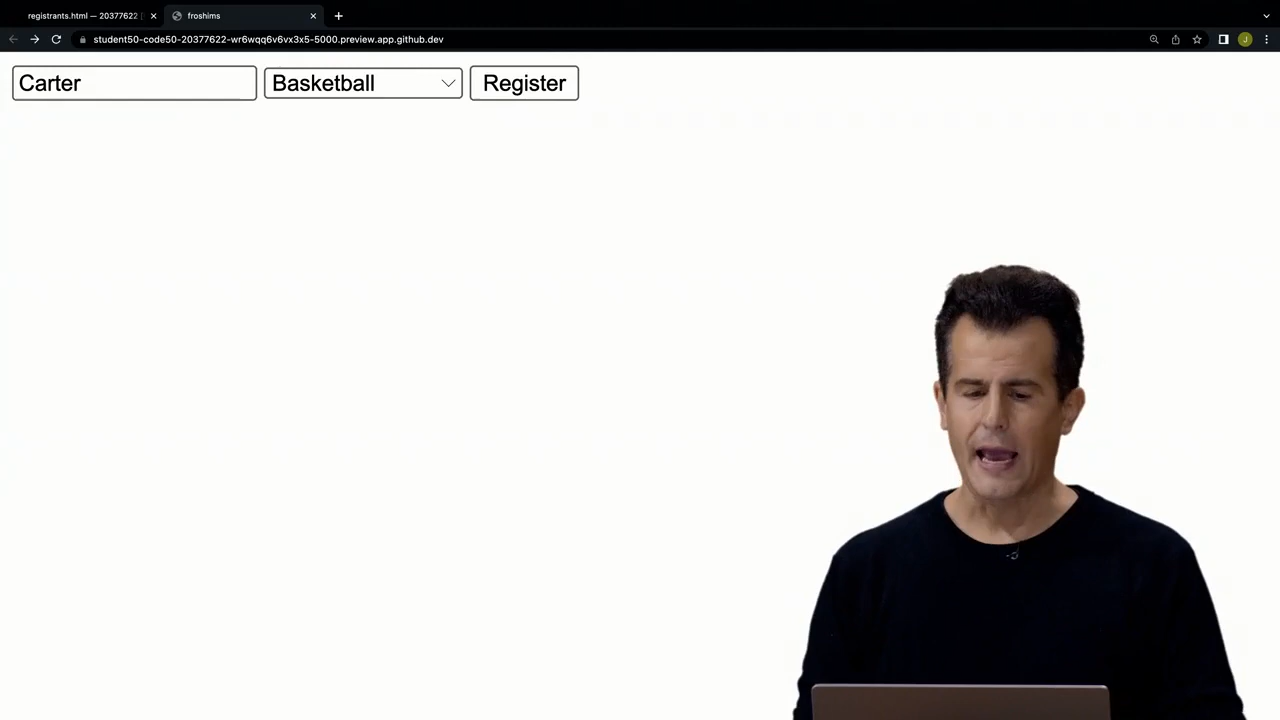 registrants.html — 20377622 [
froshims
student50-code50-20377622-wr6wqq6v6vx3x5-5000.preview.app.github.dev
J
Carter
Basketball
Register